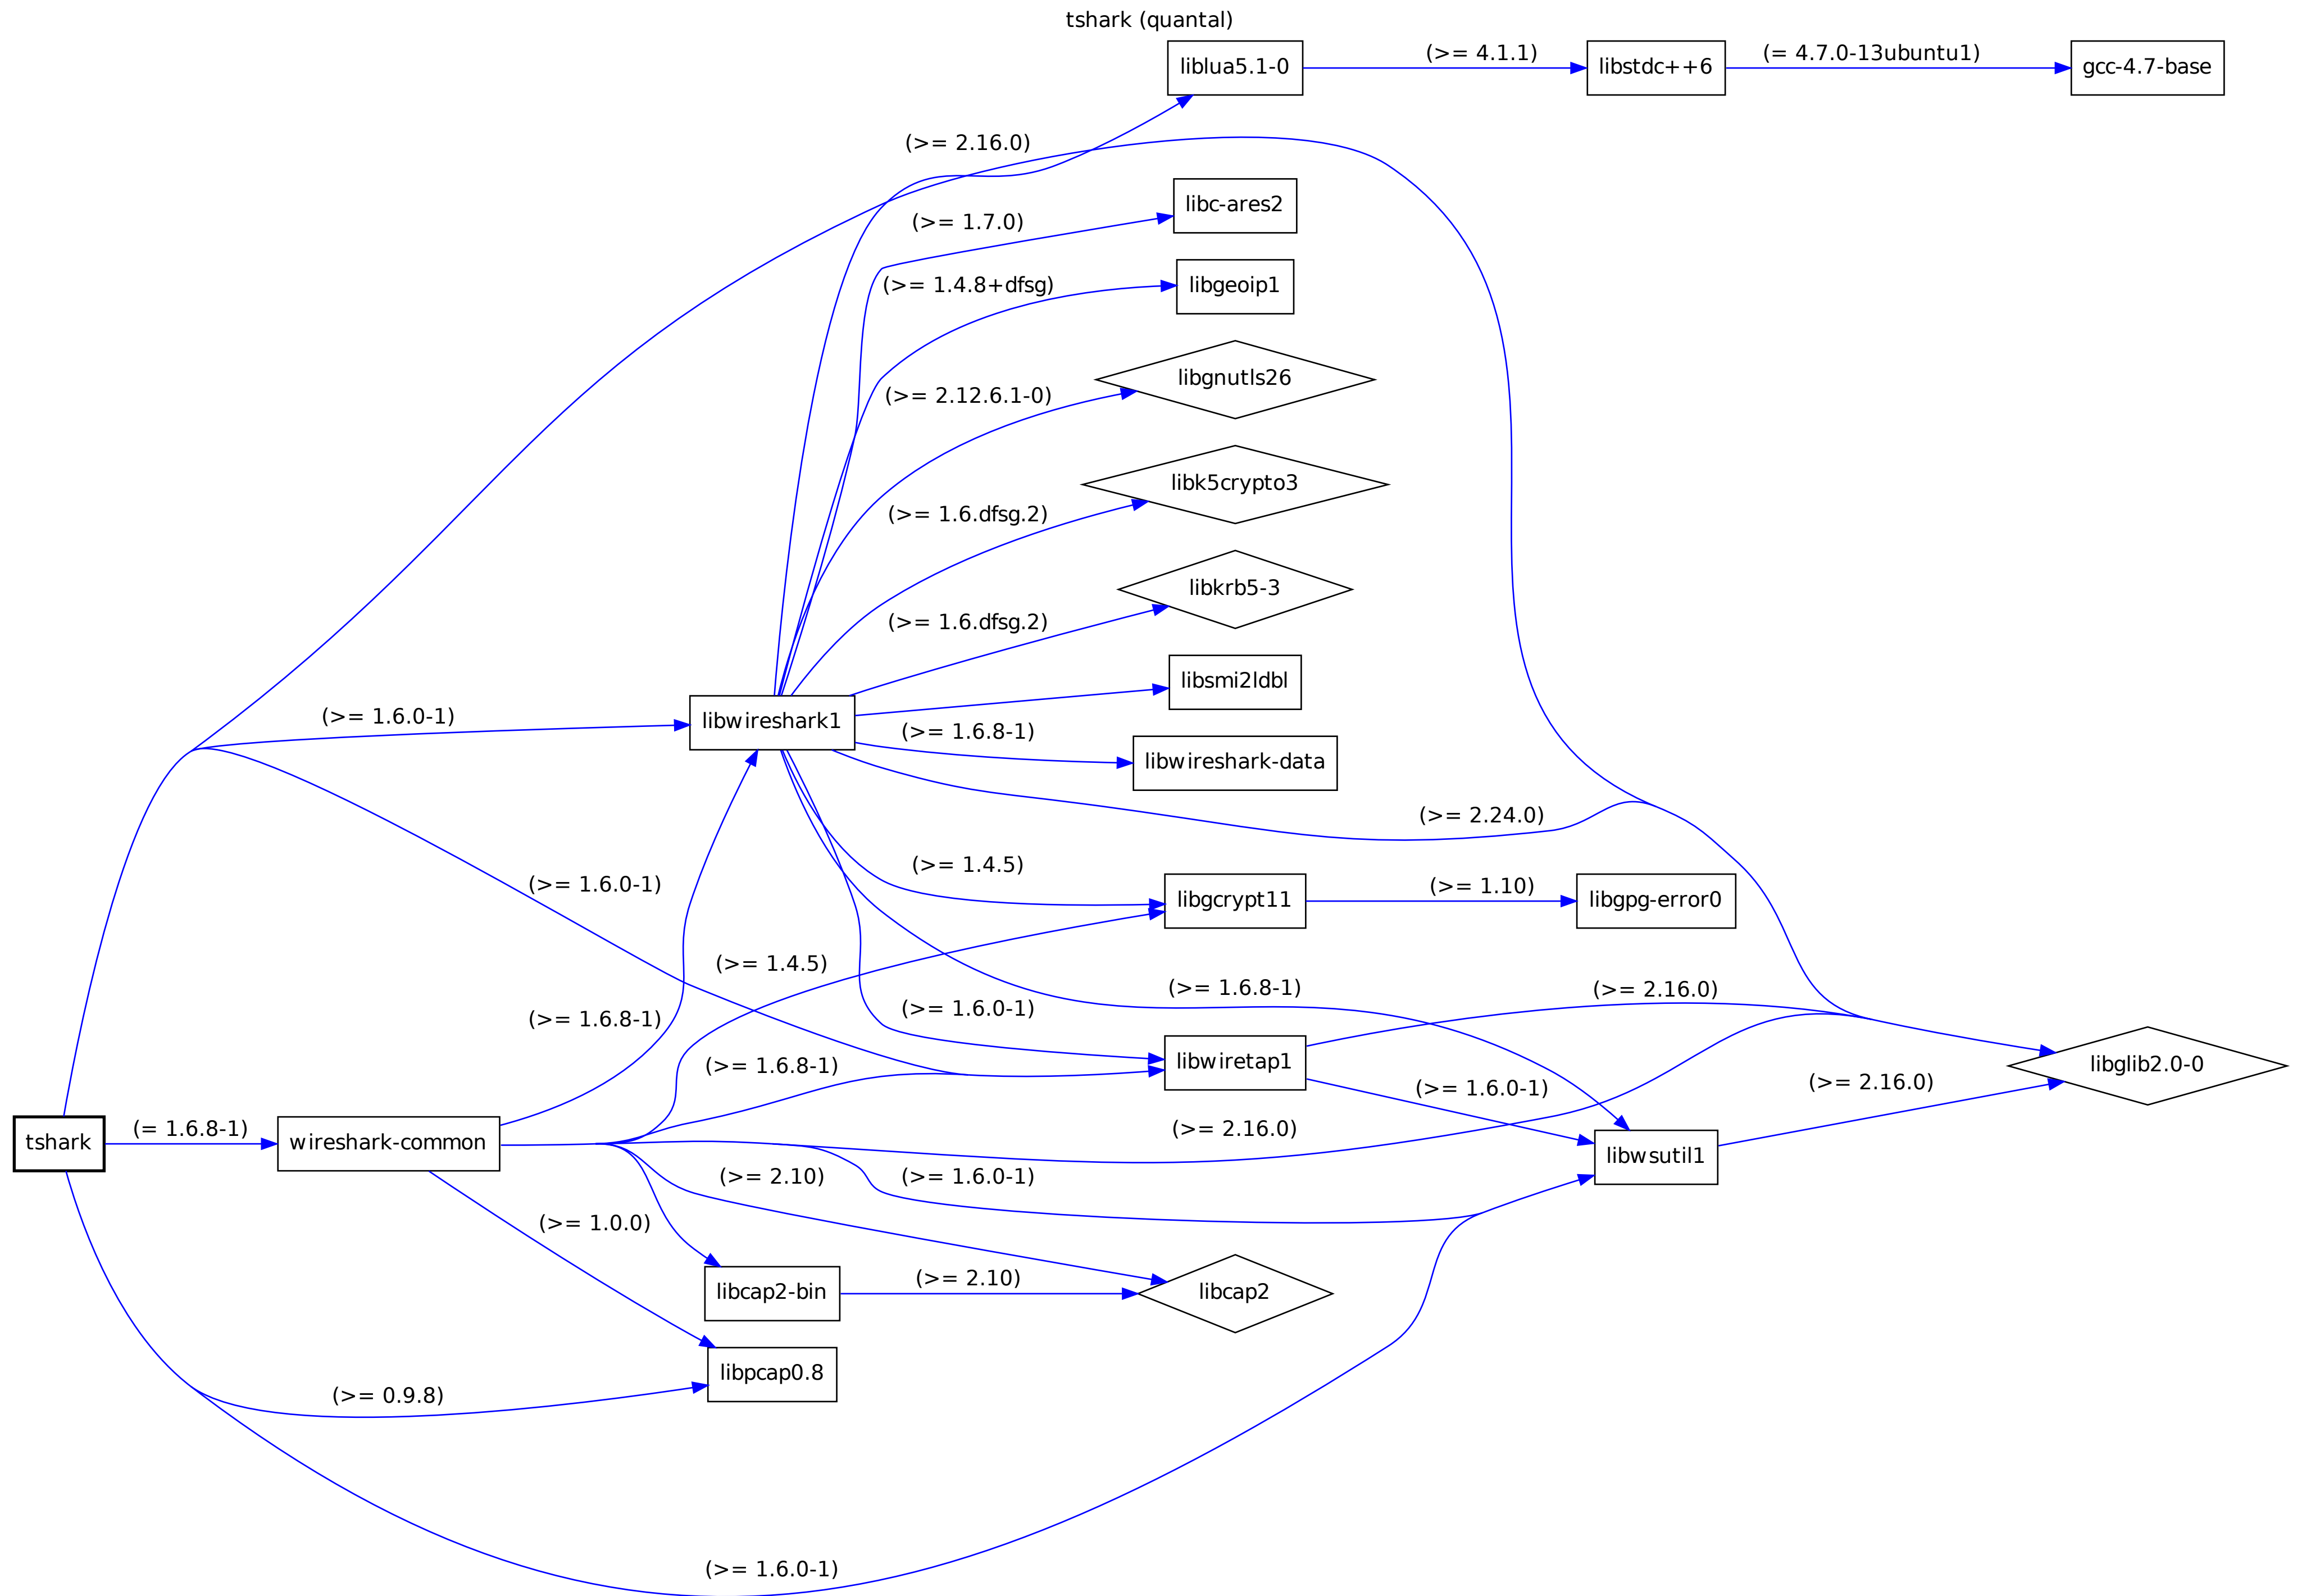 tshark (quantal)
liblua5.1-0
(>= 4.1.1)
libstdc++6
(= 4.7.0-13ubuntu1)
gcc-4.7-base
(>= 2.16.0)
libc-ares2
(>= 1.7.0)
libgeoip1
(>= 1.4.8+dfsg)
libgnutls26
(>= 2.12.6.1-0)
libk5crypto3
(>= 1.6.dfsg.2)
libkrb5-3
(>= 1.6.dfsg.2)
libsmi2ldbl
(>= 1.6.0-1)
libwireshark1
(>= 1.6.8-1)
libwireshark-data
(>= 2.24.0)
(>= 1.4.5)
(>= 1.6.0-1)
libgcrypt11
(>= 1.10)
libgpg-error0
(>= 1.4.5)
(>= 1.6.8-1)
(>= 2.16.0)
(>= 1.6.8-1)
(>= 1.6.0-1)
libwiretap1
(>= 1.6.8-1)
libglib2.0-0
(>= 1.6.0-1)
(>= 2.16.0)
tshark
(= 1.6.8-1)
wireshark-common
(>= 2.16.0)
libwsutil1
(>= 2.10)
(>= 1.6.0-1)
(>= 1.0.0)
libcap2-bin
(>= 2.10)
libcap2
libpcap0.8
(>= 0.9.8)
(>= 1.6.0-1)